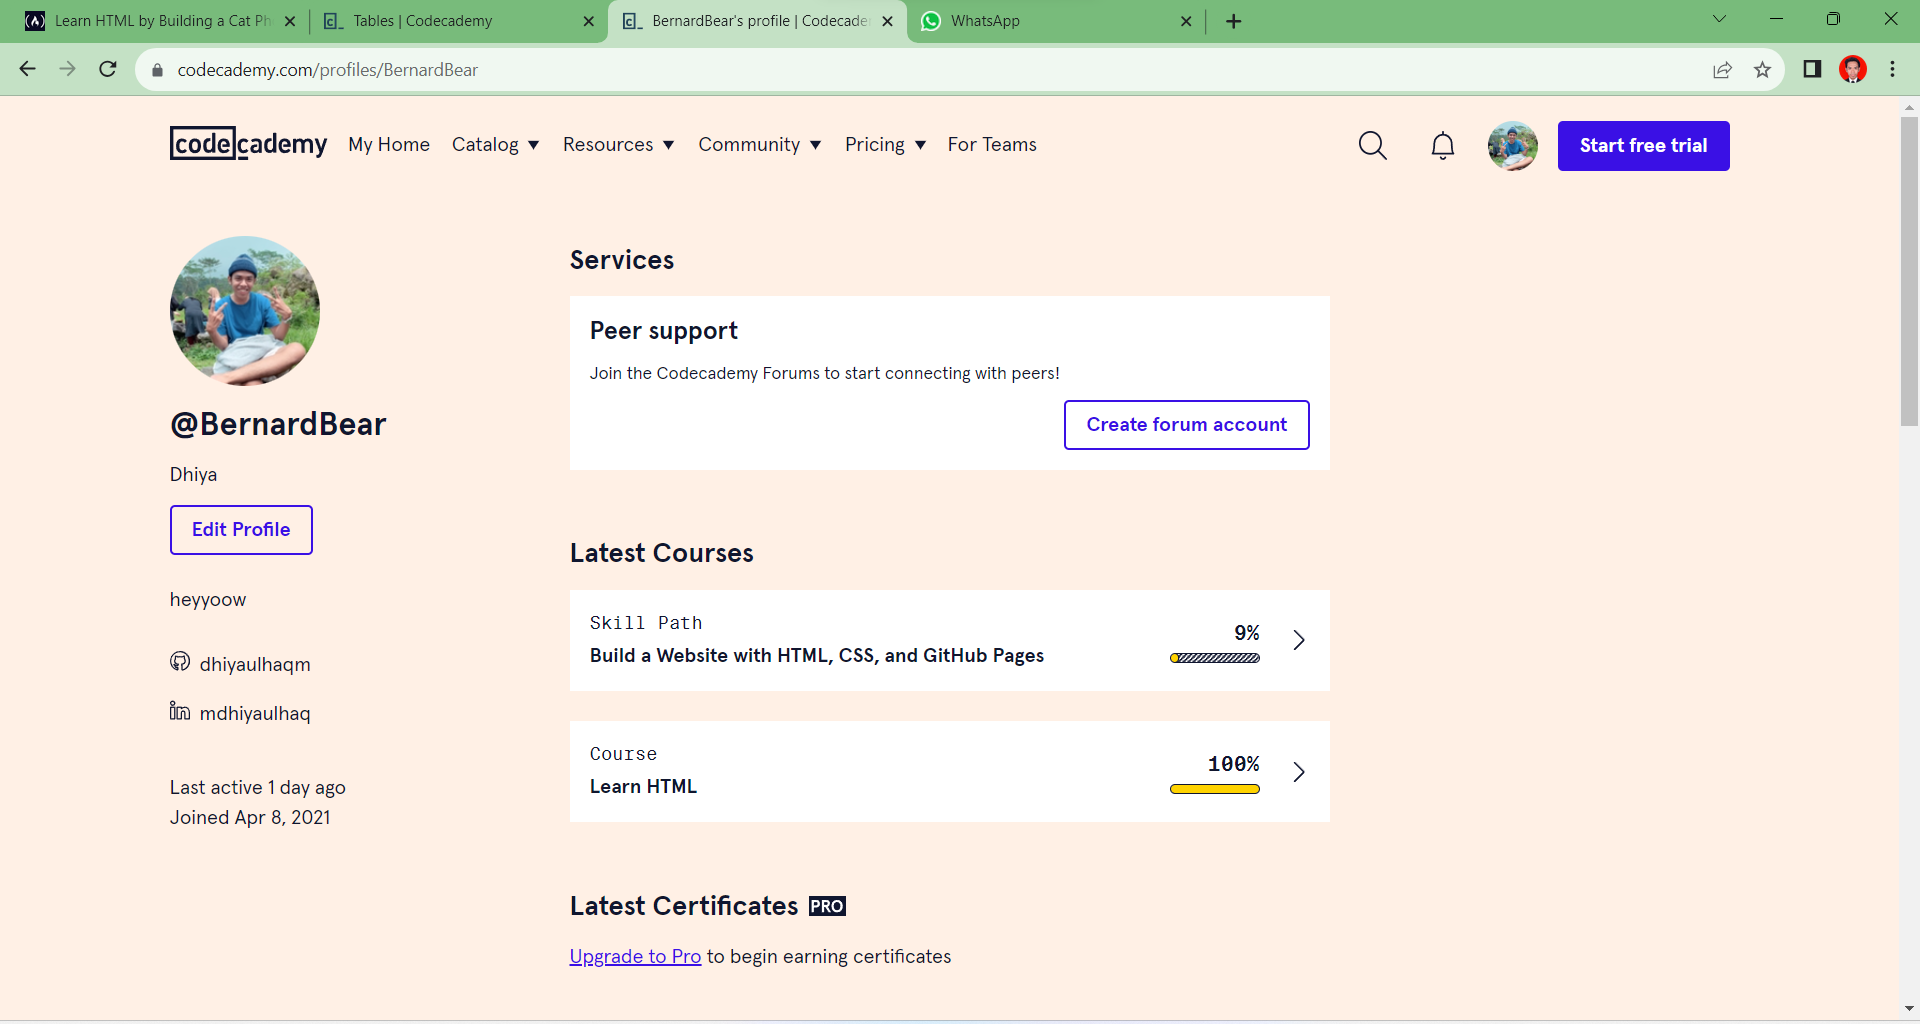 Learn HTML by Building a Cat Ph
Tables | Codecademy
BernardBear's profile | Codecade
WhatsApp
codecademy.com/profiles/BernardBear
codecademy
My Home
Catalog
Resources
Community
Pricing
For Teams
Start free trial
@BernardBear
Dhiya
Edit Profile
heyyoow
dhiyaulhaqm
in mdhiyaulhaq
Last active 1 day ago
Joined Apr 8, 2021
Services
Peer support
Join the Codecademy Forums to start connecting with peers!
Create forum account
Latest Courses
Skill Path
Build a Website with HTML, CSS, and GitHub Pages
9%
Course
Learn HTML
100%
Latest Certificates PRO
Upgrade to Pro to begin earning certificates